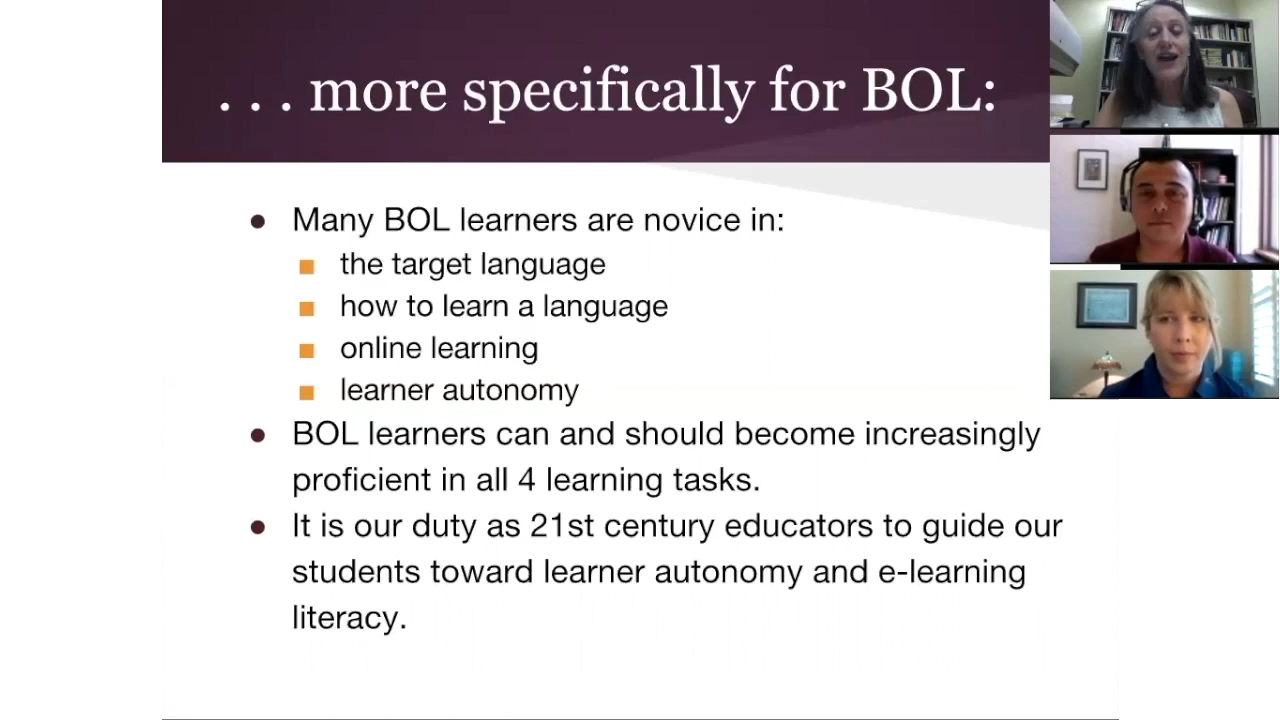 . . . more specifically for BOL:
Many BOL learners are novice in:
the target language
how to learn a language
online learning
learner autonomy
BOL learners can and should become increasingly
proficient in all 4 learning tasks.
It is our duty as 21st century educators to guide our
students toward learner autonomy and e-learning
literacy.